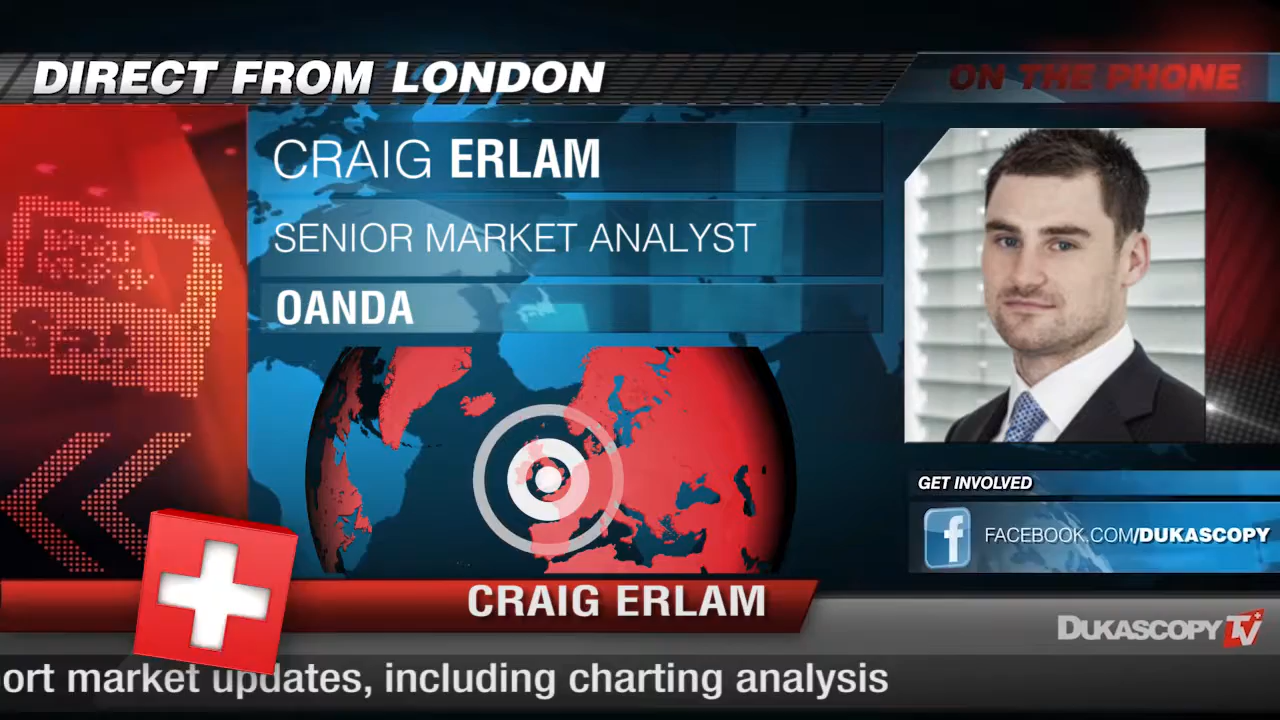 DIRECT FROM LONDON
ON THE PHONE
CRAIG ERLAM
SENIOR MARKET ANALYST
OANDA
GET INVOLVED
f
FACEBOOK.COM/DUKASCOPY
CRAIG ERLAM
DUKASCOPY TV
ort market updates, including charting analysis